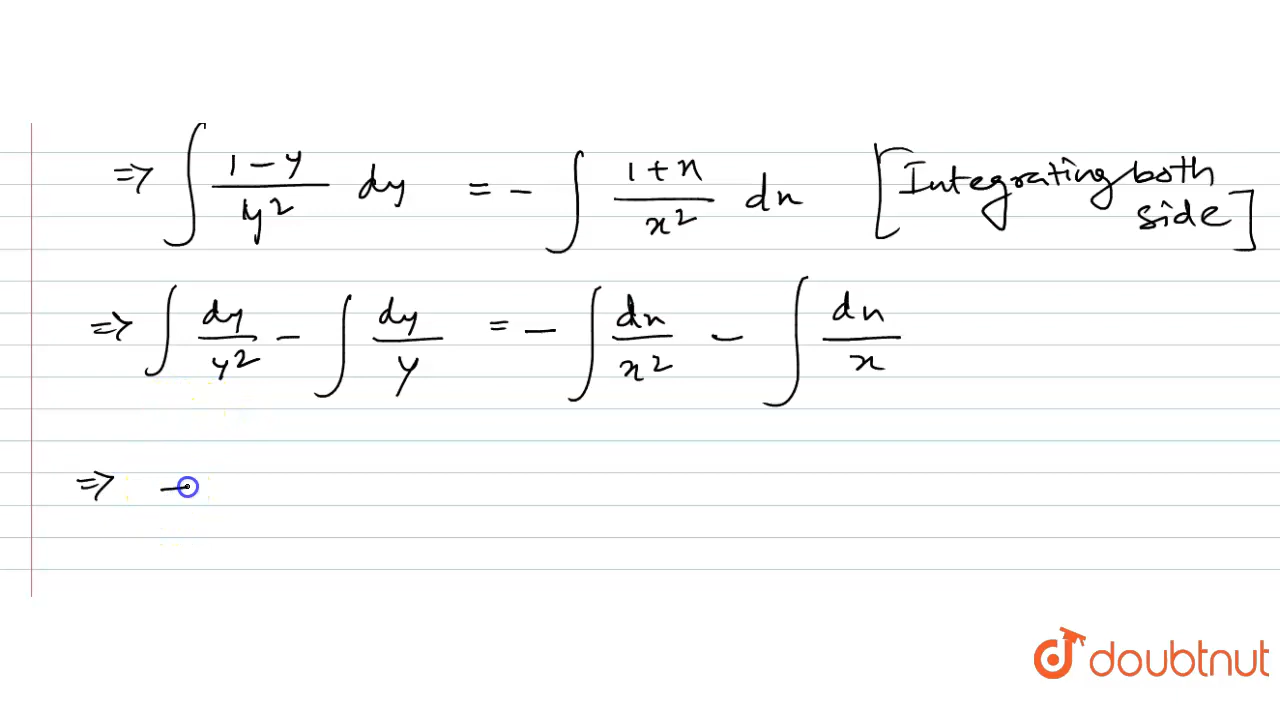 ⇒ ∫ (1 - y)/y² dy = - ∫ (1 + x)/x² dx [Integrating both side]
⇒ ∫ dy/y² - ∫ dy/y = - ∫ dx/x² - ∫ dx/x
⇒ -
doubtnut